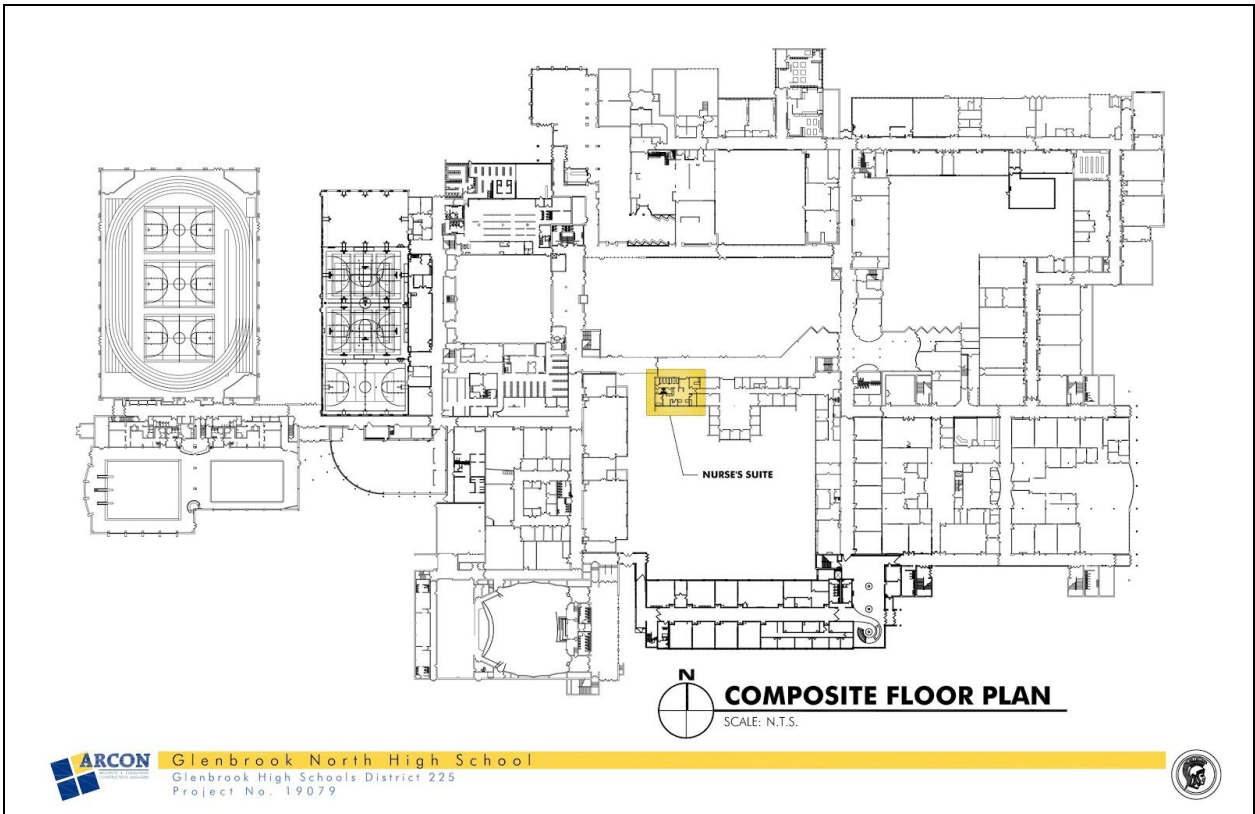 NURSE'S SUITE
N
COMPOSITE FLOOR PLAN
SCALE: N.T.S.
ARCON
Glenbrook North High School
Glenbrook High Schools District 225
Project No. 19079